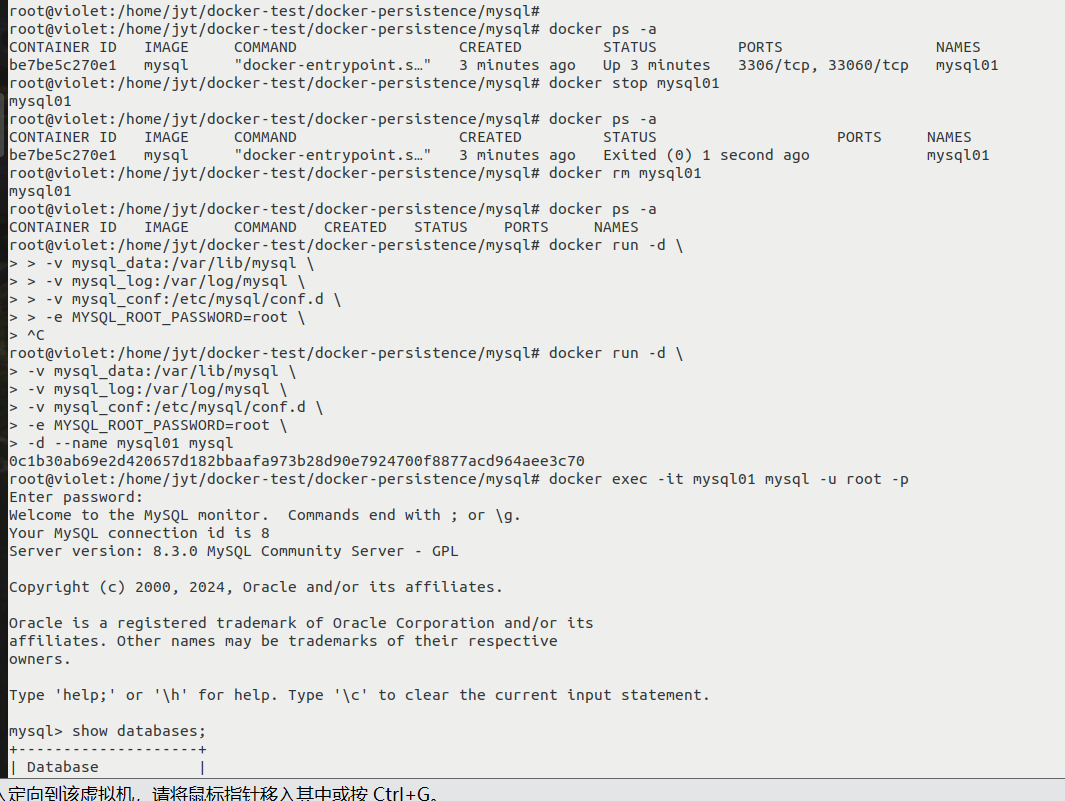 root@violet:/home/jyt/docker-test/docker-persistence/mysql#
root@violet:/home/jyt/docker-test/docker-persistence/mysql# docker ps -a
CONTAINER ID   IMAGE     COMMAND                  CREATED         STATUS         PORTS                 NAMES
be7be5c270e1   mysql     "docker-entrypoint.s…"   3 minutes ago   Up 3 minutes   3306/tcp, 33060/tcp   mysql01
root@violet:/home/jyt/docker-test/docker-persistence/mysql# docker stop mysql01
mysql01
root@violet:/home/jyt/docker-test/docker-persistence/mysql# docker ps -a
CONTAINER ID   IMAGE     COMMAND                  CREATED         STATUS                    PORTS     NAMES
be7be5c270e1   mysql     "docker-entrypoint.s…"   3 minutes ago   Exited (0) 1 second ago             mysql01
root@violet:/home/jyt/docker-test/docker-persistence/mysql# docker rm mysql01
mysql01
root@violet:/home/jyt/docker-test/docker-persistence/mysql# docker ps -a
CONTAINER ID   IMAGE     COMMAND   CREATED   STATUS    PORTS     NAMES
root@violet:/home/jyt/docker-test/docker-persistence/mysql# docker run -d \
> > -v mysql_data:/var/lib/mysql \
> > -v mysql_log:/var/log/mysql \
> > -v mysql_conf:/etc/mysql/conf.d \
> > -e MYSQL_ROOT_PASSWORD=root \
> ^C
root@violet:/home/jyt/docker-test/docker-persistence/mysql# docker run -d \
> -v mysql_data:/var/lib/mysql \
> -v mysql_log:/var/log/mysql \
> -v mysql_conf:/etc/mysql/conf.d \
> -e MYSQL_ROOT_PASSWORD=root \
> -d --name mysql01 mysql
0c1b30ab69e2d420657d182bbaafa973b28d90e7924700f8877acd964aee3c70
root@violet:/home/jyt/docker-test/docker-persistence/mysql# docker exec -it mysql01 mysql -u root -p
Enter password:
Welcome to the MySQL monitor.  Commands end with ; or \g.
Your MySQL connection id is 8
Server version: 8.3.0 MySQL Community Server - GPL
Copyright (c) 2000, 2024, Oracle and/or its affiliates.
Oracle is a registered trademark of Oracle Corporation and/or its
affiliates. Other names may be trademarks of their respective
owners.
Type 'help;' or '\h' for help. Type '\c' to clear the current input statement.
mysql> show databases;
+--------------------+
| Database           |
入定向到该虚拟机，请将鼠标指针移入其中或按 Ctrl+G。